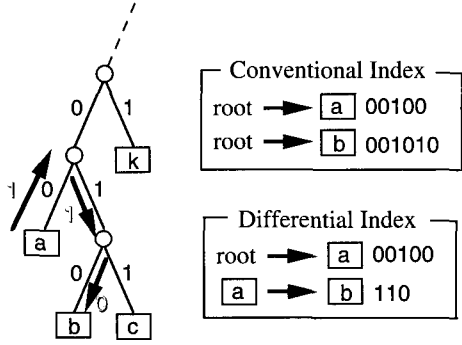 0 1
k
1 0 1 1
a
0 0 1
b c
Conventional Index
root a 00100
root b 001010
Differential Index
root a 00100
a b 110